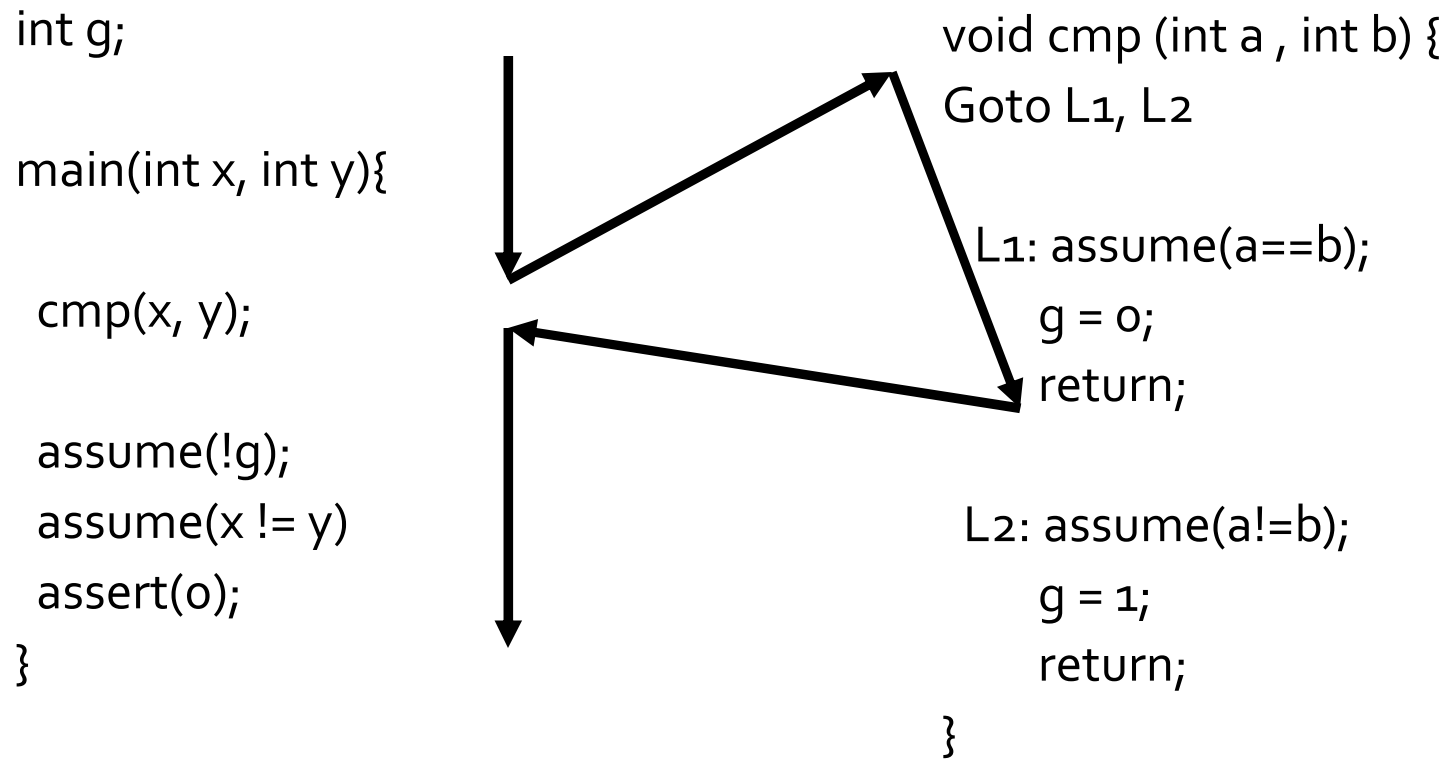 int g;
main(int x, int y){
cmp(x, y);
assume(!g);
assume(x != y)
assert(0);
}
void cmp (int a , int b) {
Goto L1, L2
L1: assume(a==b);
g = 0;
return;
L2: assume(a!=b);
g = 1;
return;
}